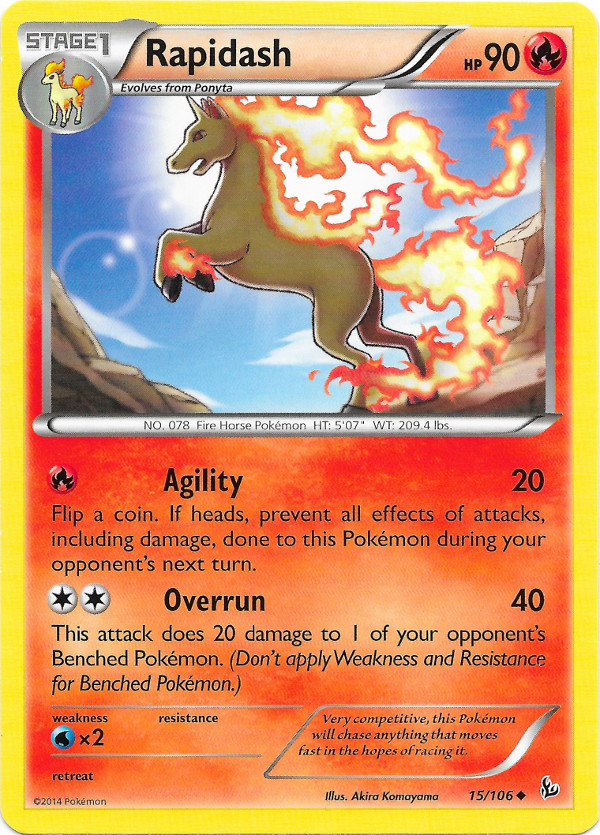 STAGE1
Rapidash
HP 90
Evolves from Ponyta
NO. 078 Fire Horse Pokémon HT: 5'07" WT: 209.4 lbs.
Agility 20
Flip a coin. If heads, prevent all effects of attacks,
including damage, done to this Pokémon during your
opponent's next turn.
Overrun 40
This attack does 20 damage to 1 of your opponent's
Benched Pokémon. (Don't apply Weakness and Resistance
for Benched Pokémon.)
weakness resistance
×2
retreat
Very competitive, this Pokémon
will chase anything that moves
fast in the hopes of racing it.
©2014 Pokémon
Illus. Akira Komayama
15/106